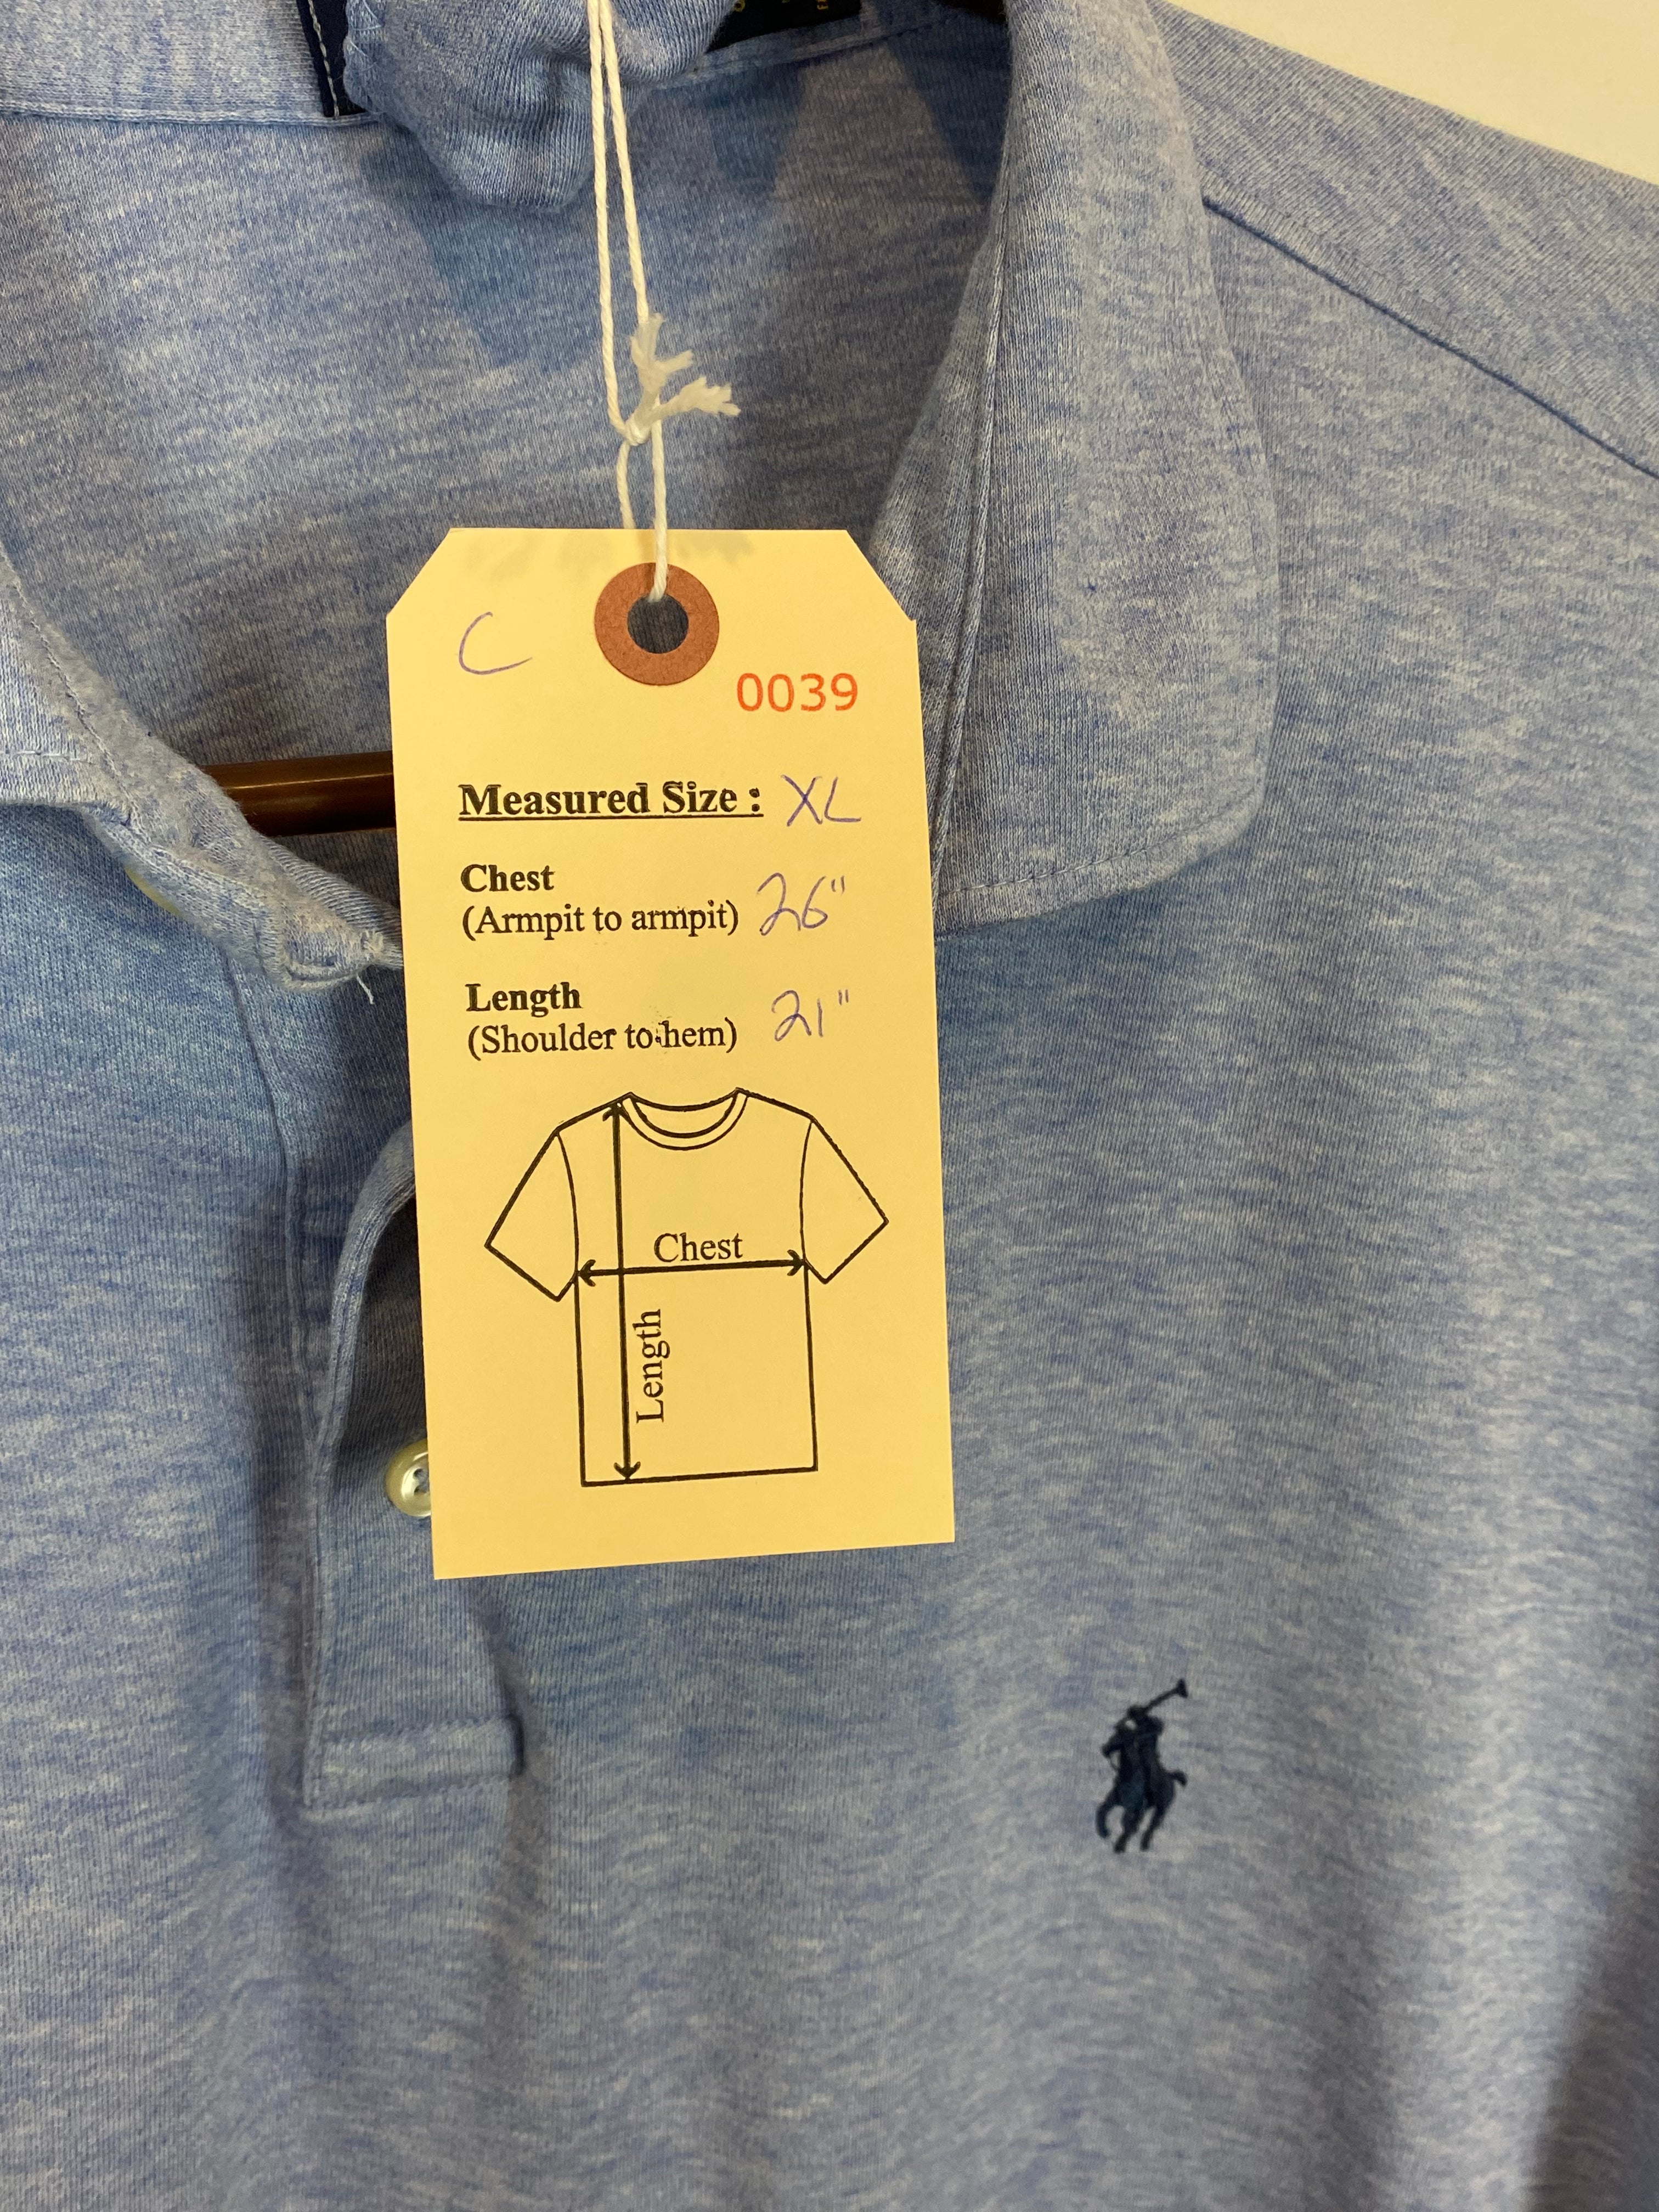 C
0039
Measured Size : XL
Chest
(Armpit to armpit) 26"
Length
(Shoulder to hem) 21"
Chest
Length